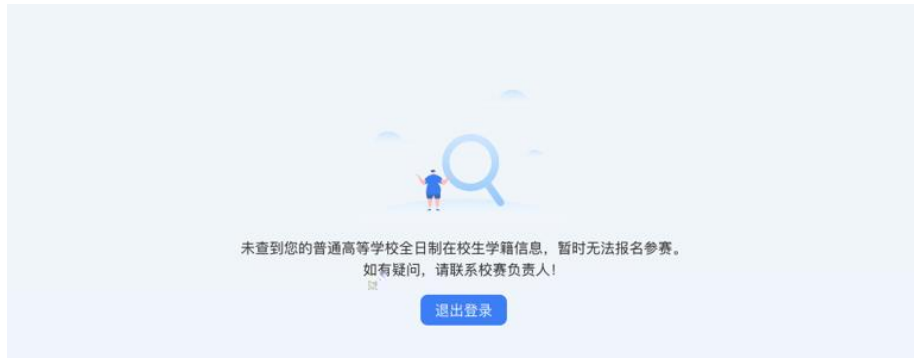 未查到您的普通高等学校全日制在校生学籍信息，暂时无法报名参赛。
如有疑问，请联系校赛负责人！
退出登录